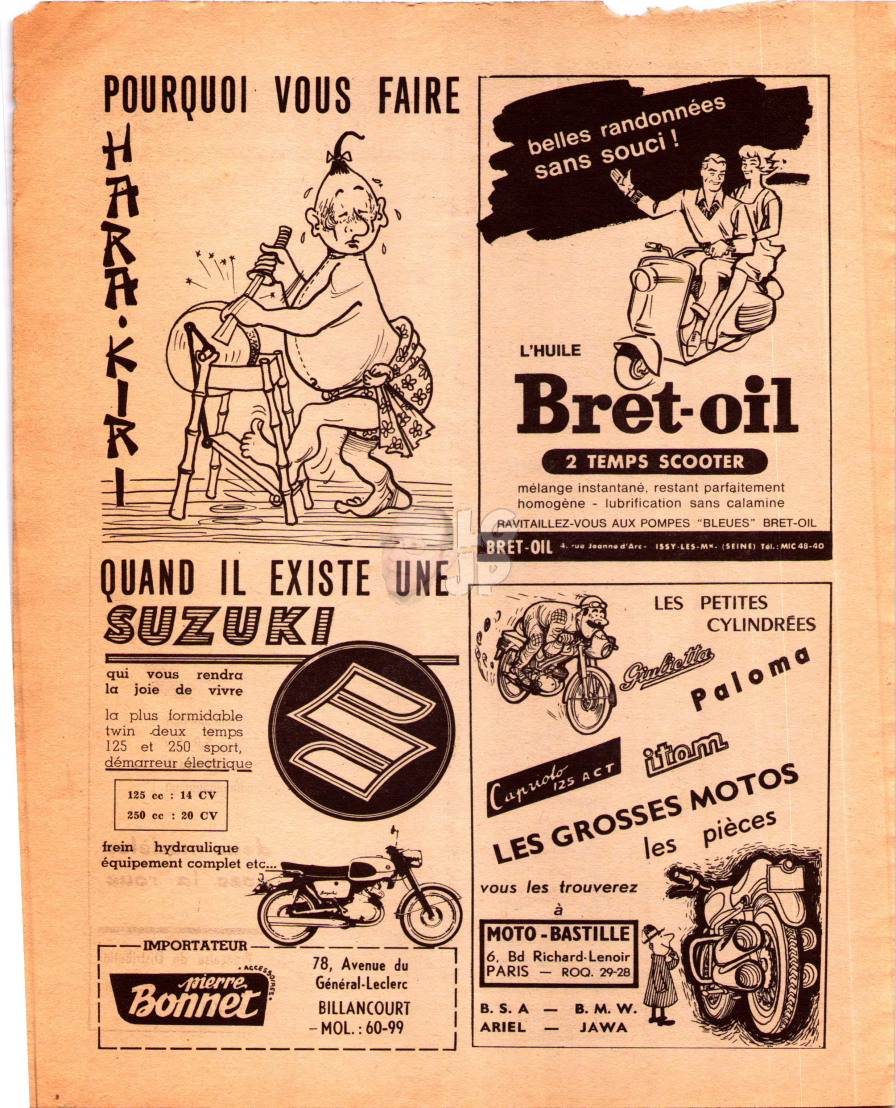 POURQUOI VOUS FAIRE
HARA-KIRI
QUAND IL EXISTE UNE
SUZUKI
qui vous rendra
la joie de vivre
la plus formidable
twin deux temps
125 et 250 sport,
démarreur électrique
125 cc : 14 CV
250 cc : 20 CV
frein hydraulique
équipement complet etc...
IMPORTATEUR
pierre
Bonnet
ACCESSOIRES
78, Avenue du
Général-Leclerc
BILLANCOURT
– MOL. : 60-99
belles randonnées
sans souci !
L'HUILE
Bret-oil
2 TEMPS SCOOTER
mélange instantané, restant parfaitement
homogène - lubrification sans calamine
RAVITAILLEZ-VOUS AUX POMPES "BLEUES" BRET-OIL
BRET-OIL 4, rue Jeanne d'Arc - ISSY-LES-Mx. (SEINE) Tél. : MIC 48-40
LES PETITES
CYLINDRÉES
Giulietta
Paloma
Capriolo
125 ACT
itom
LES GROSSES MOTOS
les pièces
vous les trouverez
à
MOTO - BASTILLE
6, Bd Richard-Lenoir
PARIS — ROQ. 29-28
B. S. A — B. M. W.
ARIEL — JAWA